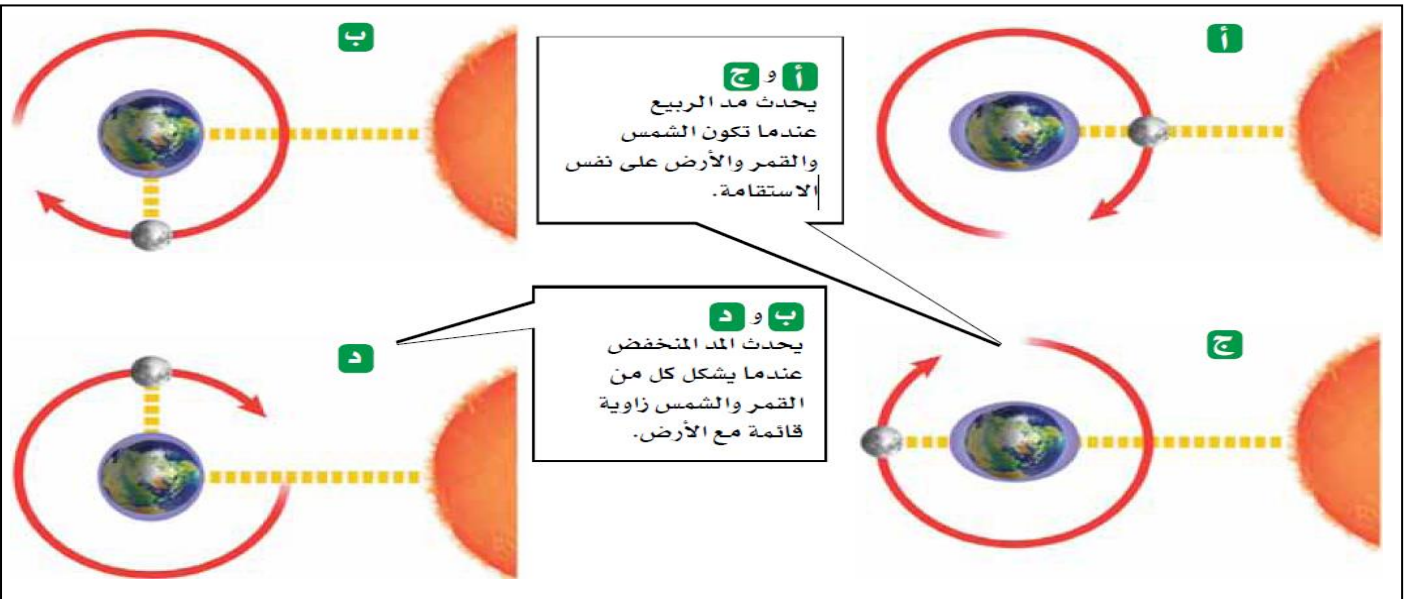 أ
ب
أ و ج
يحدث مد الربيع
عندما تكون الشمس
والقمر والأرض على نفس
الاستقامة.
ج
د
ب و د
يحدث المد المنخفض
عندما يشكل كل من
القمر والشمس زاوية
قائمة مع الأرض.